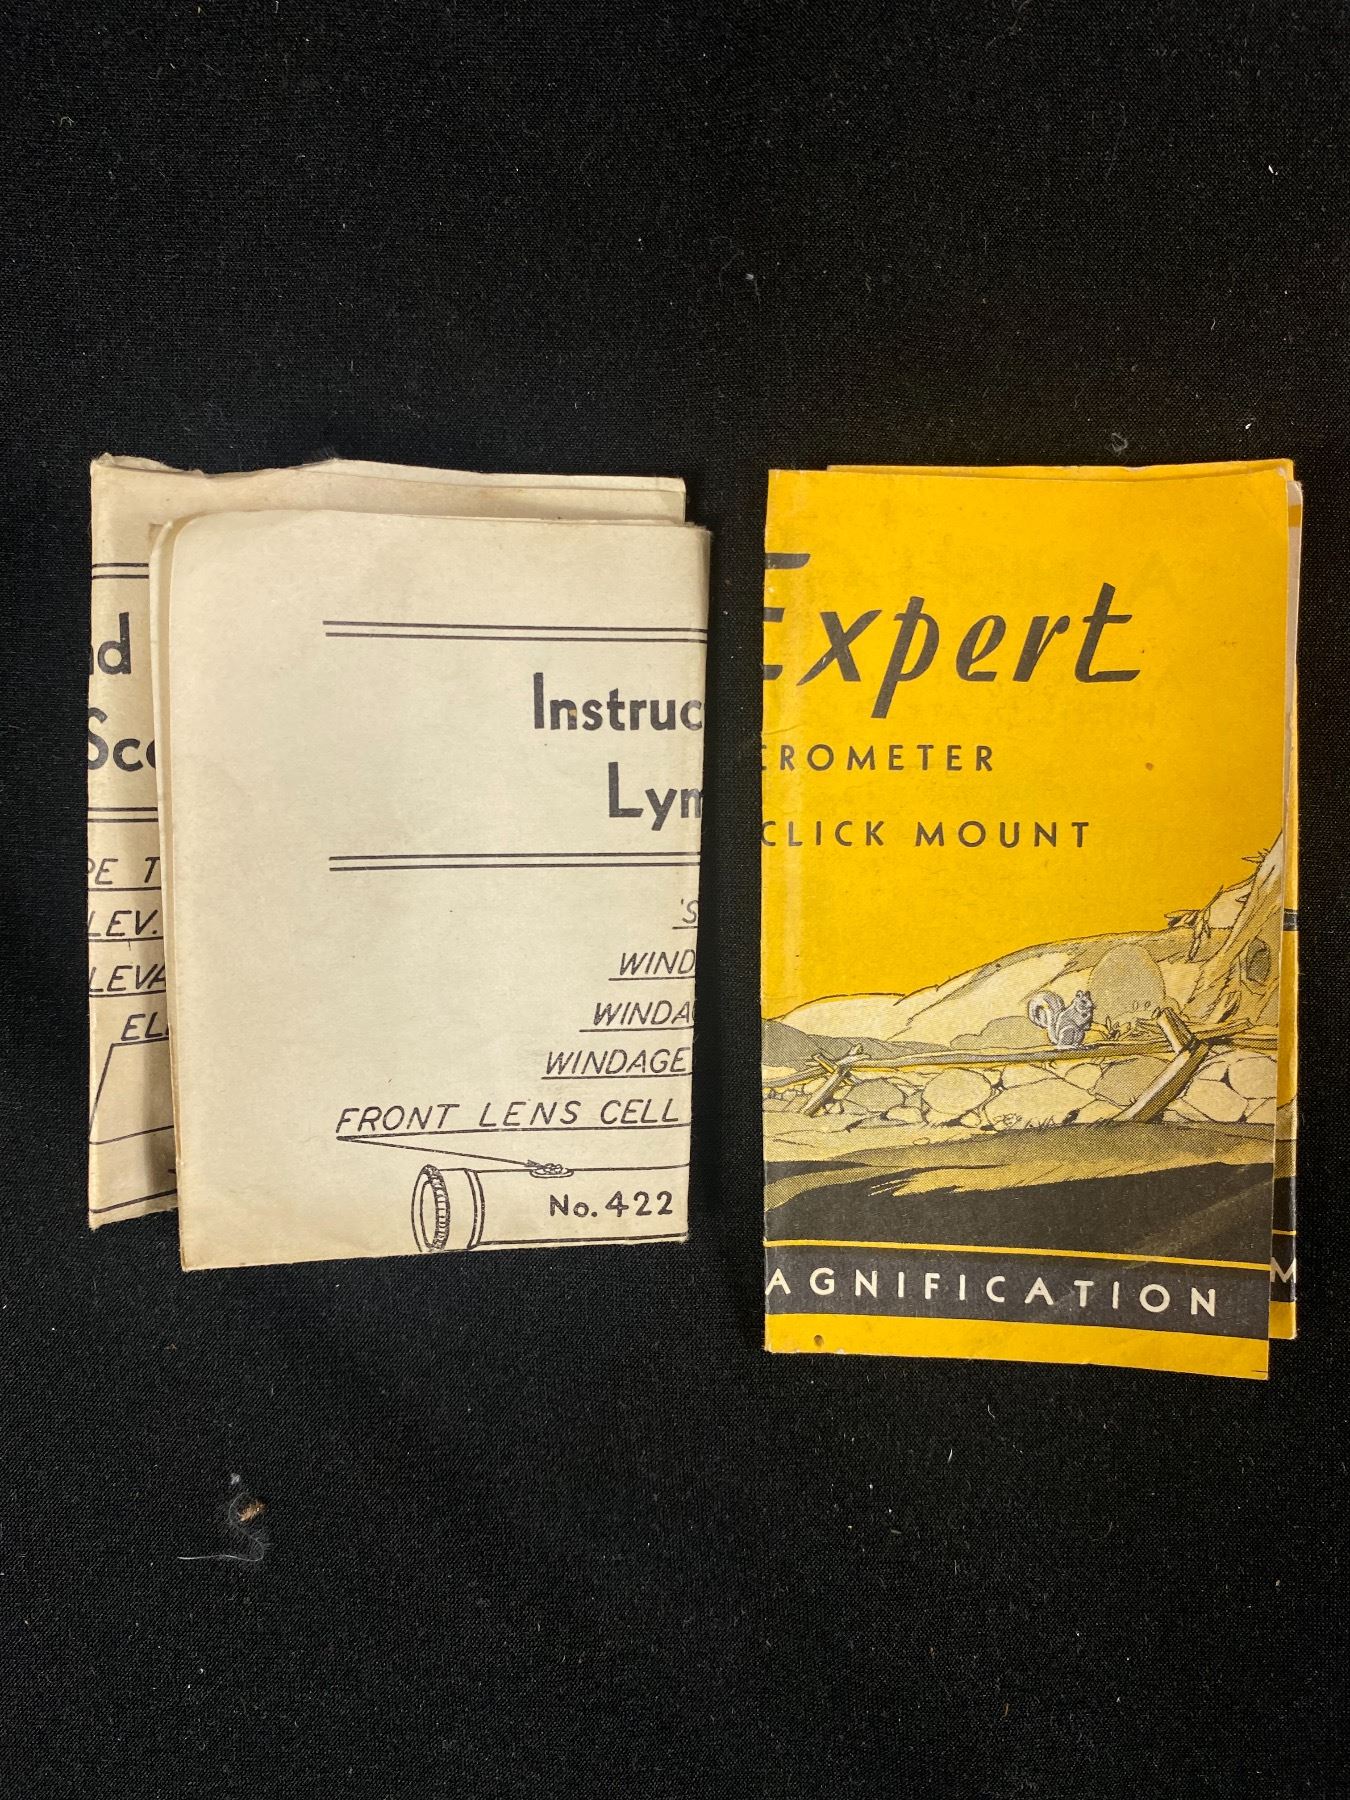 nd
Sco
PE T
LEV.
LEVA
EL
Instruc
Lym
'S
WIND
WINDA
WINDAGE
FRONT LENS CELL
No. 422
Expert
CROMETER
CLICK MOUNT
AGNIFICATION
M